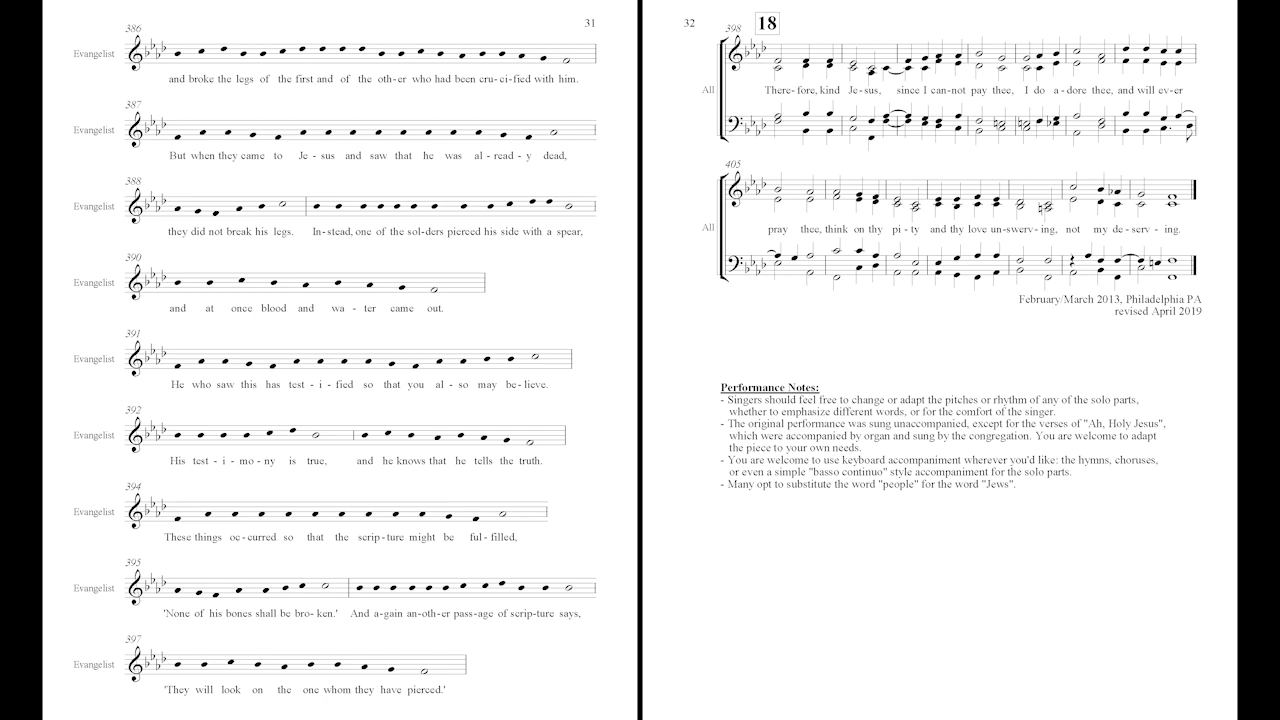 31
386
Evangelist
and broke the legs of the first and of the oth-er who had been cru-ci-fied with him.
387
Evangelist
But when they came to Je-sus and saw that he was al-read-y dead,
388
Evangelist
they did not break his legs. In-stead, one of the sol-ders pierced his side with a spear,
390
Evangelist
and at once blood and wa-ter came out.
391
Evangelist
He who saw this has test-i-fied so that you al-so may be-lieve.
392
Evangelist
His test-i-mo-ny is true, and he knows that he tells the truth.
394
Evangelist
These things oc-curred so that the scrip-ture might be ful-filled,
395
Evangelist
'None of his bones shall be bro-ken.' And a-gain an-oth-er pass-age of scrip-ture says,
397
Evangelist
'They will look on the one whom they have pierced.'
32
18
398
All
There-fore, kind Je-sus, since I can-not pay thee, I do a-dore thee, and will ev-er
405
All
pray thee, think on thy pi-ty and thy love un-swerv-ing, not my de-serv-ing.
February/March 2013, Philadelphia PA
revised April 2019
Performance Notes:
- Singers should feel free to change or adapt the pitches or rhythm of any of the solo parts,
whether to emphasize different words, or for the comfort of the singer.
- The original performance was sung unaccompanied, except for the verses of "Ah, Holy Jesus",
which were accompanied by organ and sung by the congregation. You are welcome to adapt
the piece to your own needs.
- You are welcome to use keyboard accompaniment wherever you'd like: the hymns, choruses,
or even a simple "basso continuo" style accompaniment for the solo parts.
- Many opt to substitute the word "people" for the word "Jews".